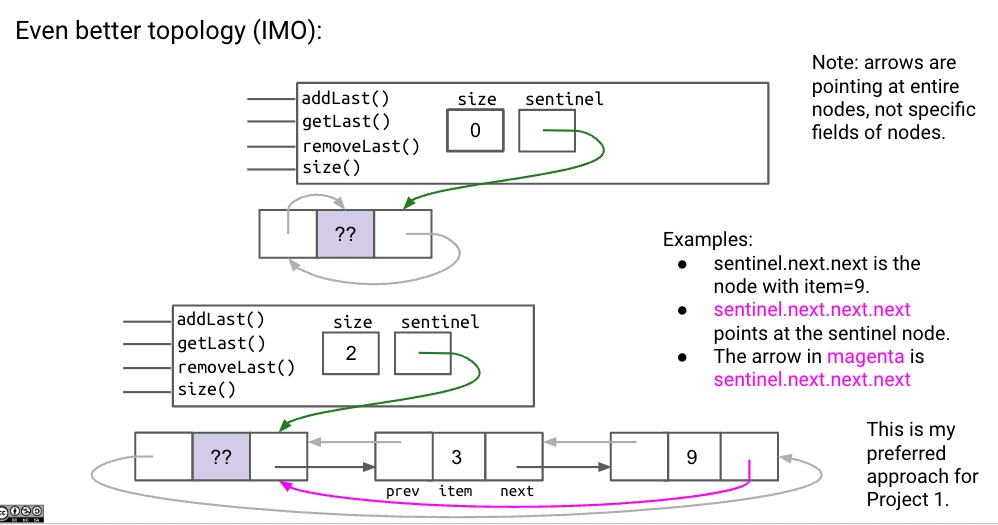 Even better topology (IMO):
Note: arrows are
pointing at entire
nodes, not specific
fields of nodes.
addLast()
getLast()
removeLast()
size()
size
sentinel
0
??
Examples:
● sentinel.next.next is the
node with item=9.
● sentinel.next.next.next
points at the sentinel node.
● The arrow in magenta is
sentinel.next.next.next
addLast()
getLast()
removeLast()
size()
size
sentinel
2
??
3
9
prev item next
This is my
preferred
approach for
Project 1.